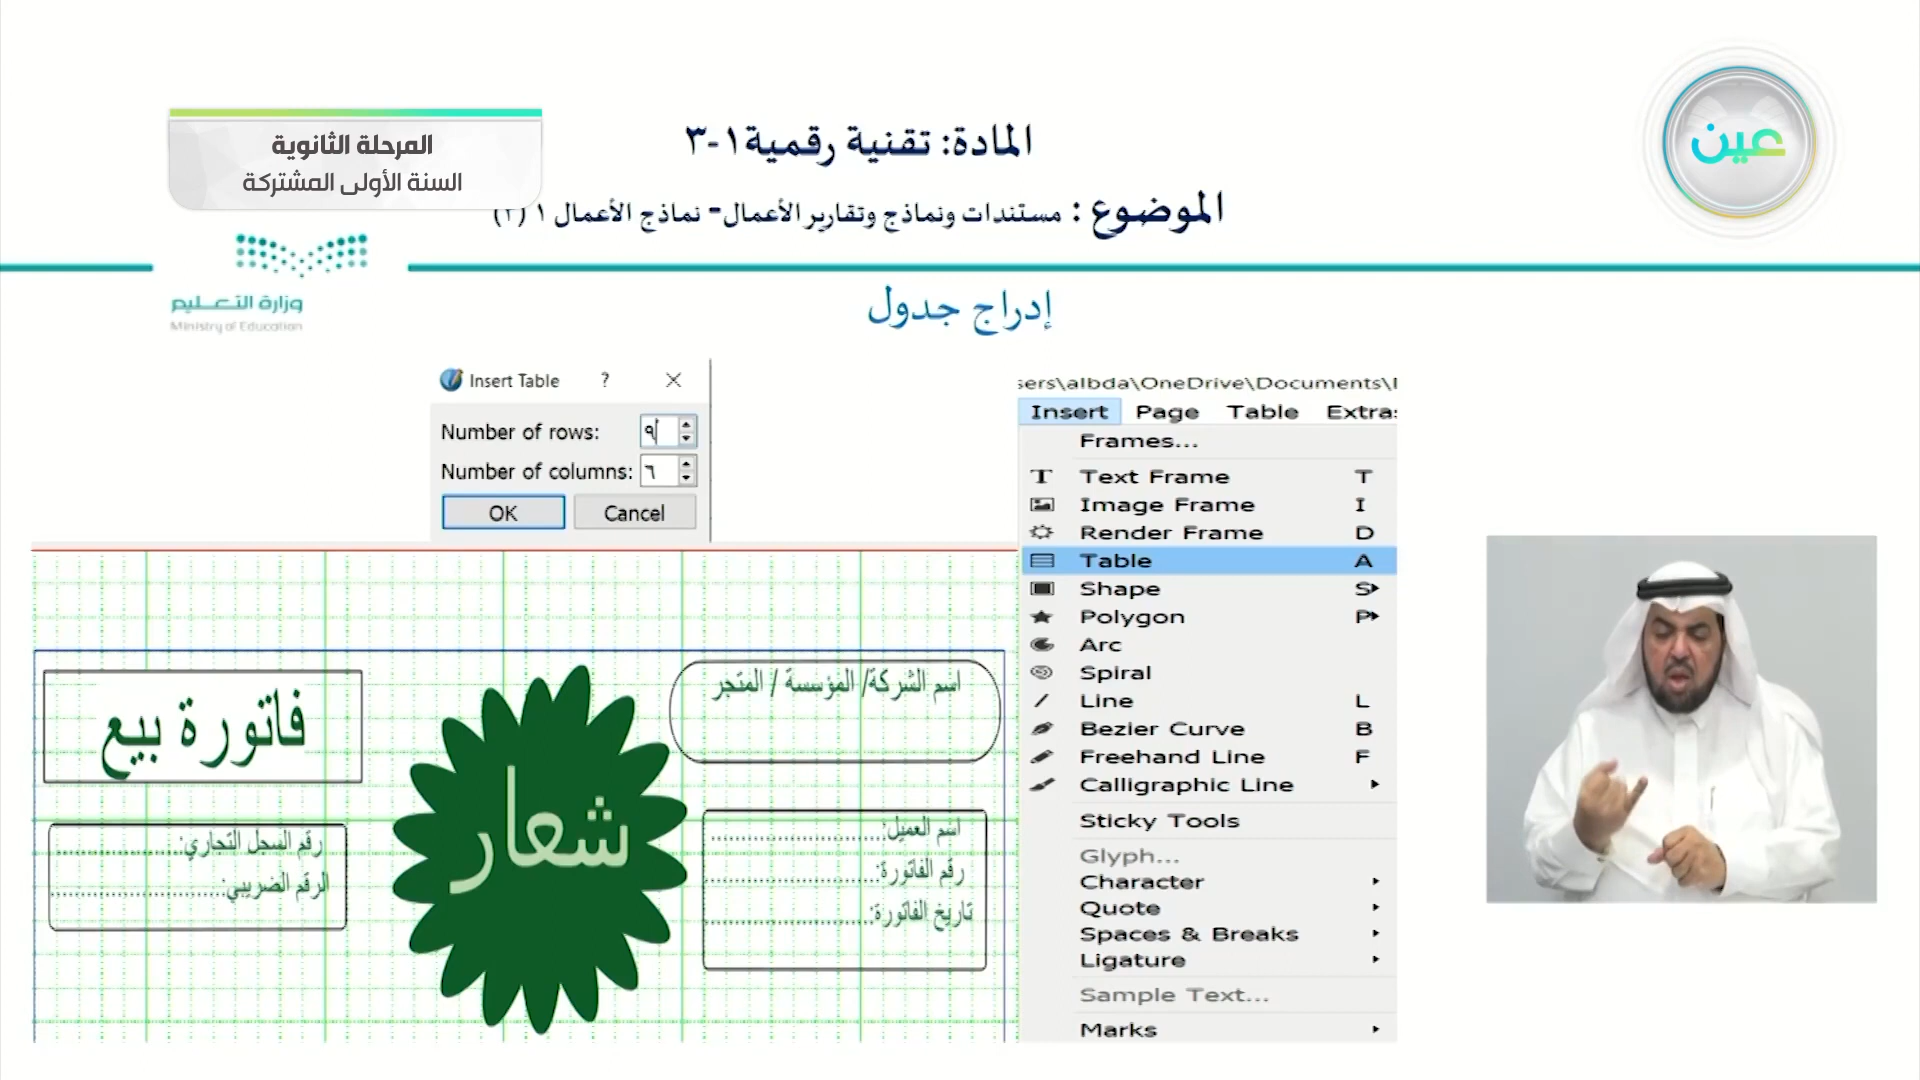 المرحلة الثانوية
السنة الأولى المشتركة
المادة: تقنية رقمية١-٣
الموضوع : مستندات ونماذج وتقارير الأعمال- نماذج الأعمال ١ (٢)
عين
وزارة التعليم
Ministry of Education
إدراج جدول
Insert Table ? ×
Number of rows: ٩
Number of columns: ٦
OK Cancel
sers\albda\OneDrive\Documents\
Insert Page Table Extra
Frames...
Text Frame T
Image Frame I
Render Frame D
Table A
Shape S
Polygon P
Arc
Spiral
Line L
Bezier Curve B
Freehand Line F
Calligraphic Line
Sticky Tools
Glyph...
Character
Quote
Spaces & Breaks
Ligature
Sample Text...
Marks
اسم الشركة/ المؤسسة / المتجر
فاتورة بيع
شعار
اسم العميل:..............................
رقم الفاتورة:..............................
تاريخ الفاتورة:..............................
رقم السجل التجاري:......................
الرقم الضريبي:..............................